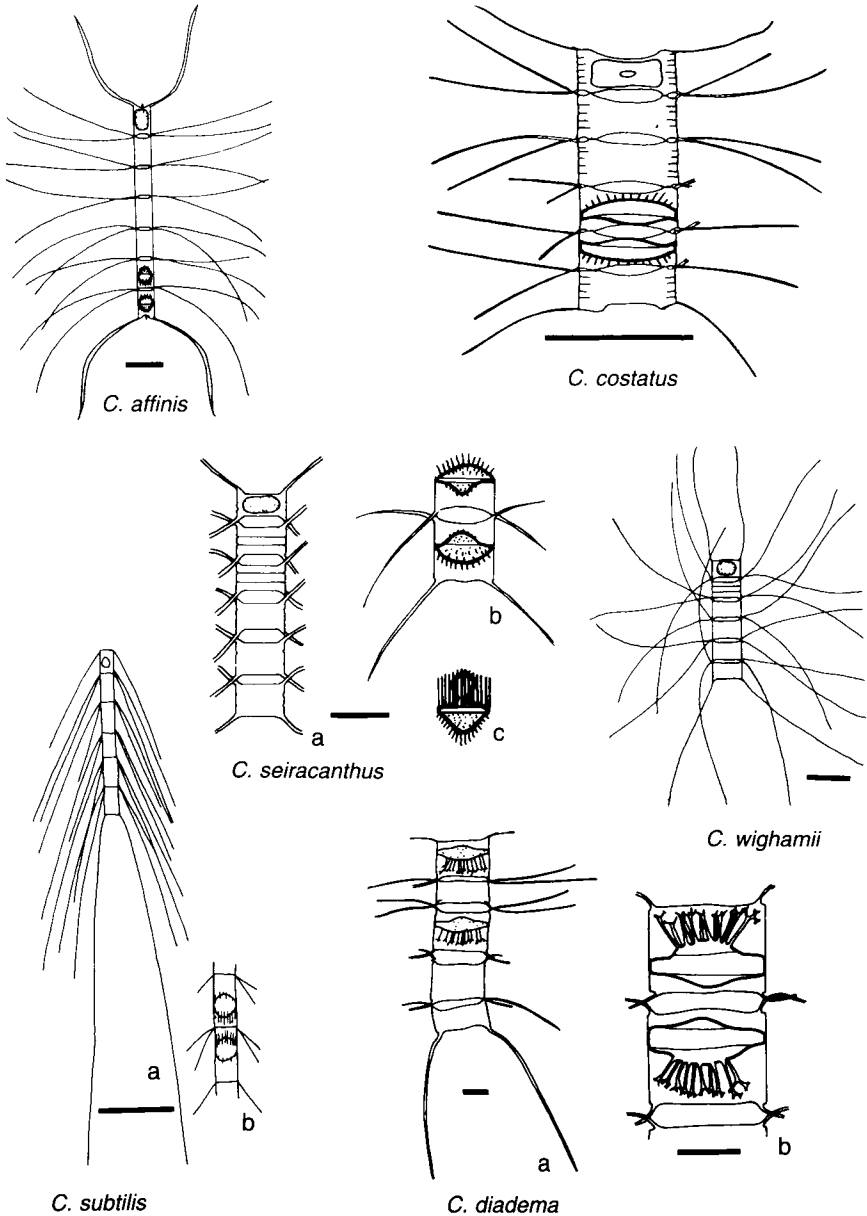 C. affinis
C. costatus
b
a
c
C. seiracanthus
C. wighamii
a
b
C. subtilis
a
b
C. diadema